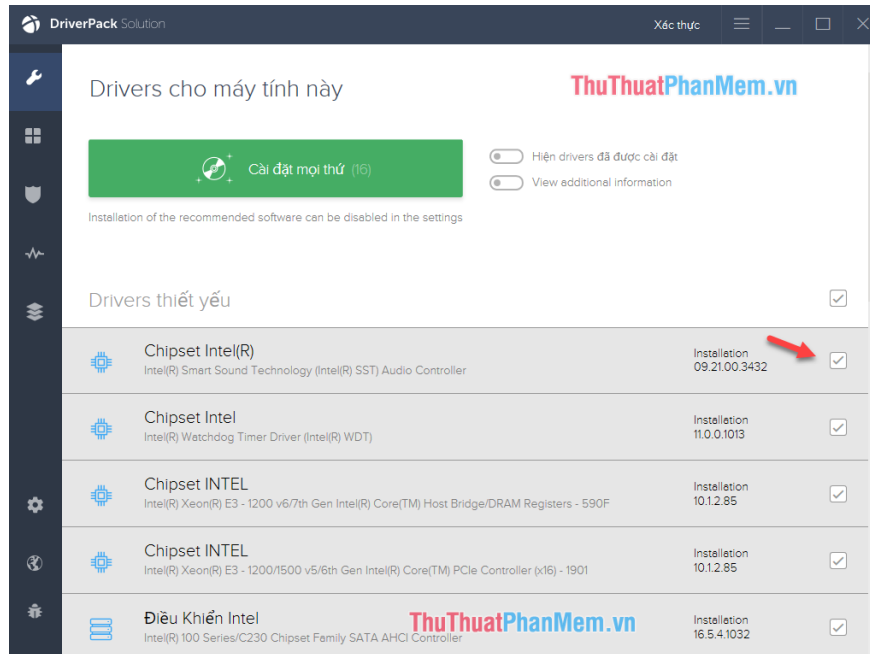 DriverPack Solution
Xác thực
Drivers cho máy tính này
ThuThuatPhanMem.vn
Cài đặt mọi thứ (16)
Hiện drivers đã được cài đặt
View additional information
Installation of the recommended software can be disabled in the settings
Drivers thiết yếu
Chipset Intel(R)
Intel(R) Smart Sound Technology (Intel(R) SST) Audio Controller
Installation
09.21.00.3432
Chipset Intel
Intel(R) Watchdog Timer Driver (Intel(R) WDT)
Installation
11.0.0.1013
Chipset INTEL
Intel(R) Xeon(R) E3 - 1200 v6/7th Gen Intel(R) Core(TM) Host Bridge/DRAM Registers - 590F
Installation
10.1.2.85
Chipset INTEL
Intel(R) Xeon(R) E3 - 1200/1500 v5/6th Gen Intel(R) Core(TM) PCIe Controller (x16) - 1901
Installation
10.1.2.85
Điều Khiển Intel
Intel(R) 100 Series/C230 Chipset Family SATA AHCI Controller
ThuThuatPhanMem.vn
Installation
16.5.4.1032